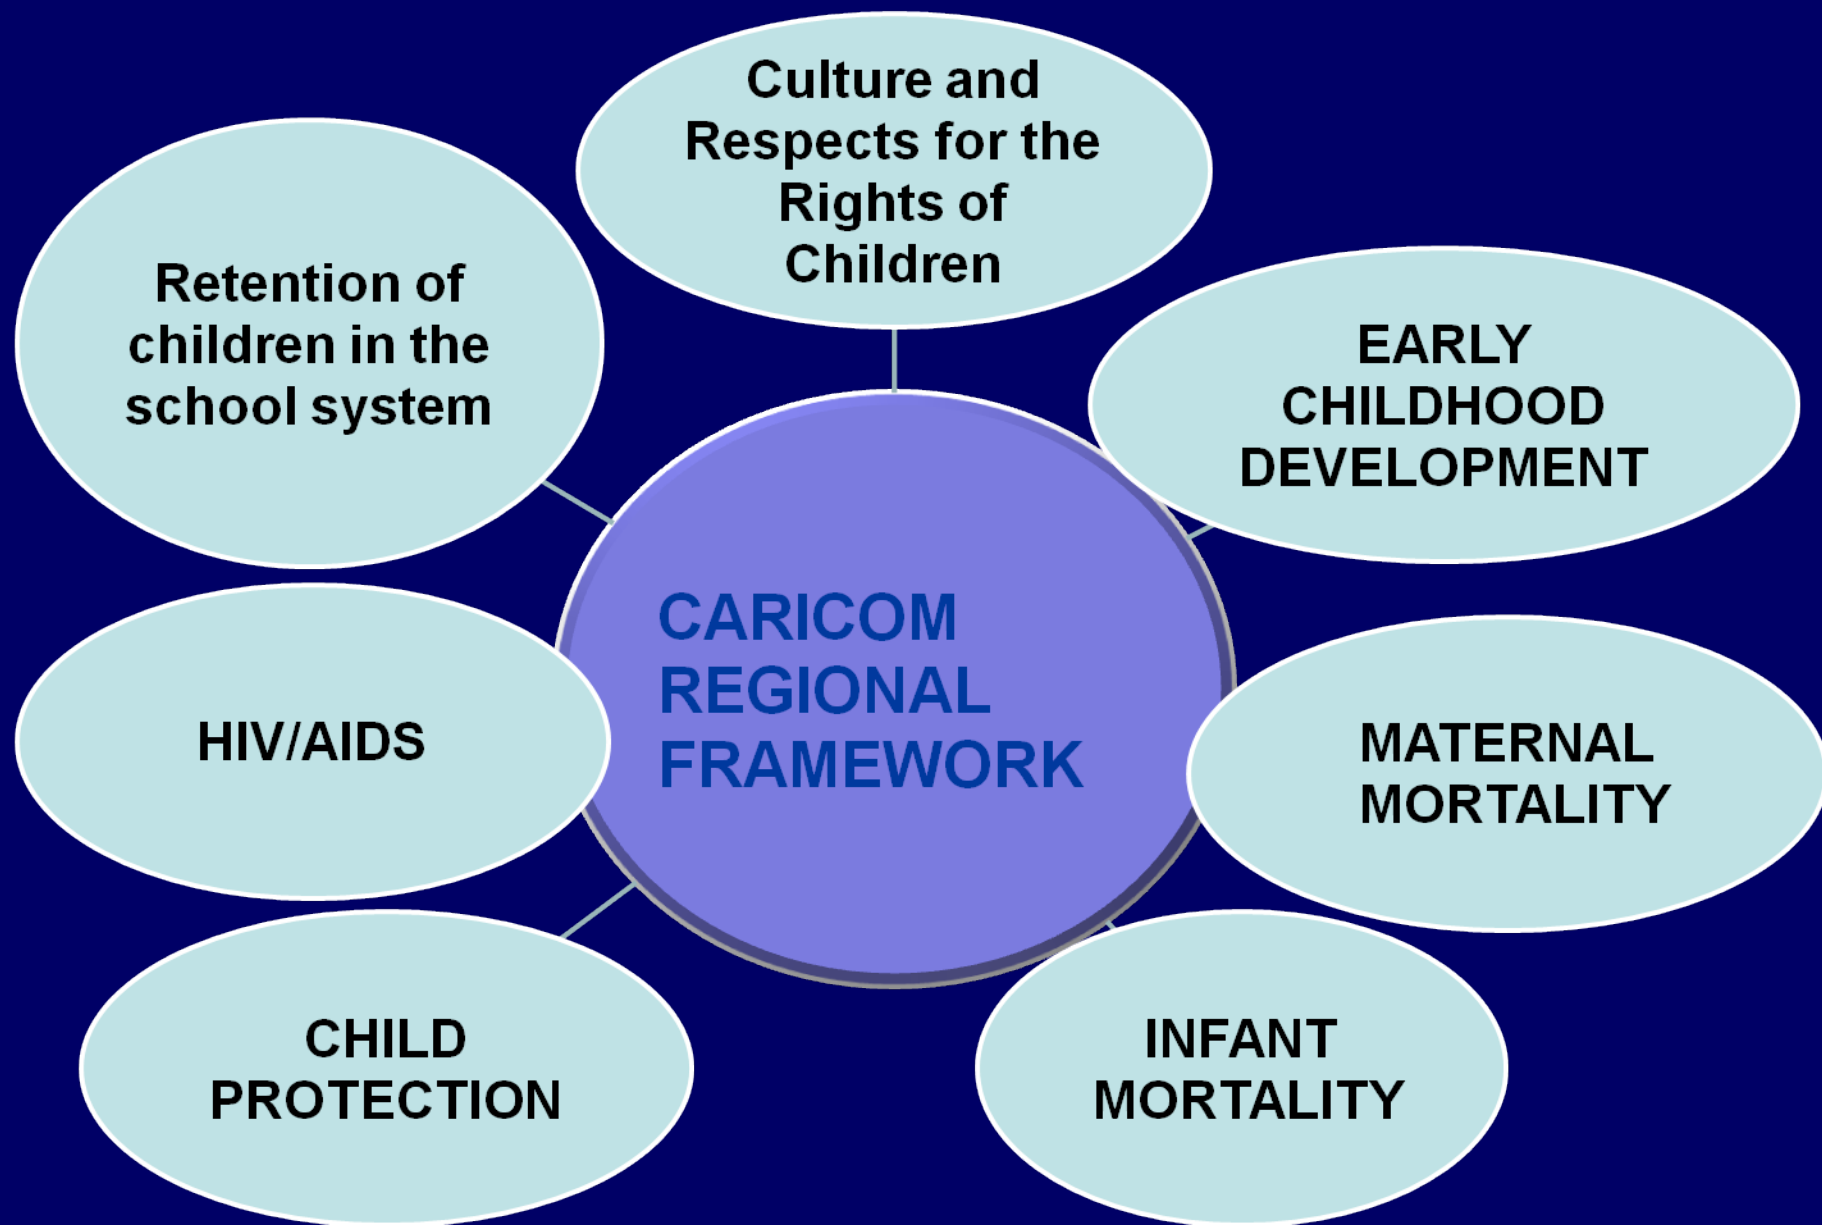 Culture and
Respects for the
Rights of
Children
Retention of
children in the
school system
EARLY
CHILDHOOD
DEVELOPMENT
CARICOM
REGIONAL
FRAMEWORK
HIV/AIDS
MATERNAL
MORTALITY
CHILD
PROTECTION
INFANT
MORTALITY